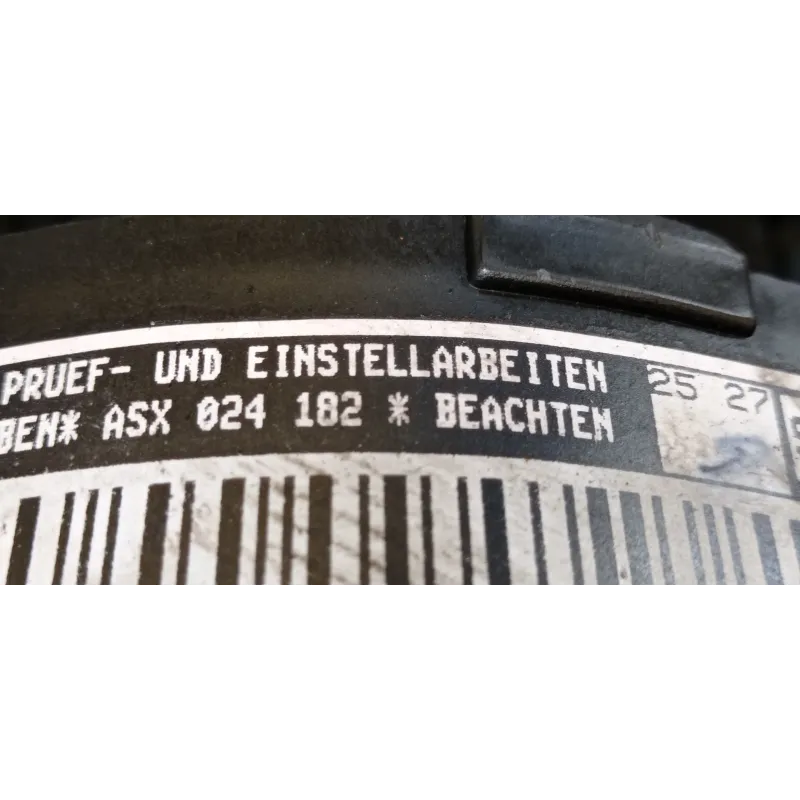 PRUEF- UND EINSTELLARBEITEN 25 27
BEN* ASX 024 182 * BEACHTEN